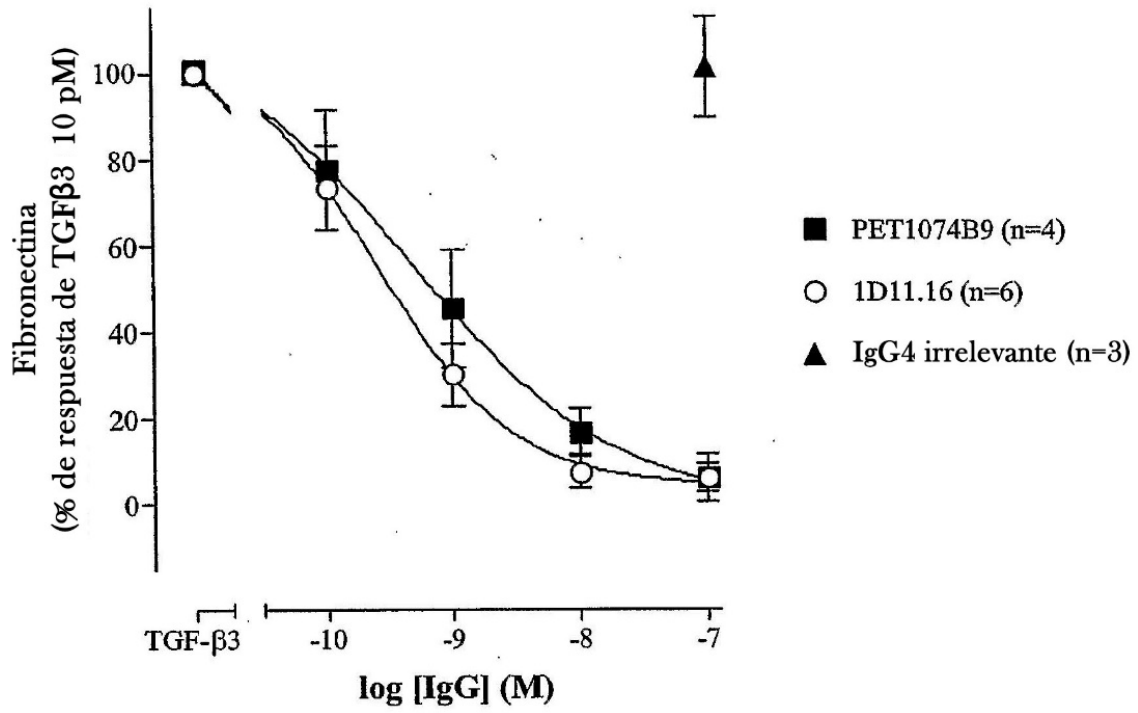 Fibronectina
(% de respuesta de TGFβ3 10 pM)
100
80
60
40
20
0
TGF-β3
-10
-9
-8
-7
log [IgG] (M)
PET1074B9 (n=4)
1D11.16 (n=6)
IgG4 irrelevante (n=3)